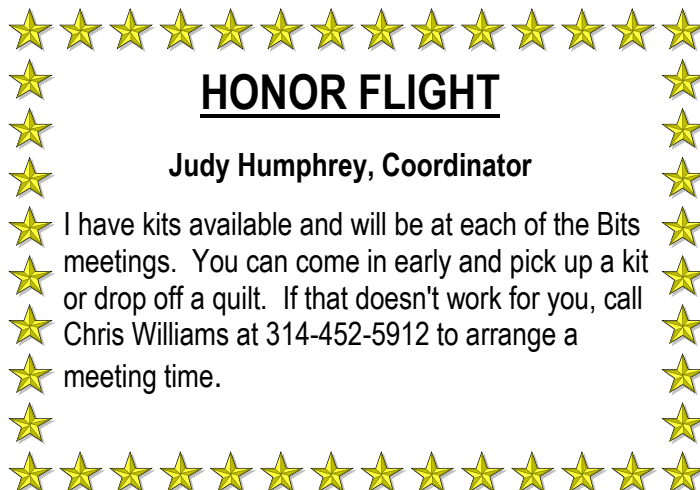 HONOR FLIGHT
Judy Humphrey, Coordinator
I have kits available and will be at each of the Bits
meetings.  You can come in early and pick up a kit
or drop off a quilt.  If that doesn't work for you, call
Chris Williams at 314-452-5912 to arrange a
meeting time.